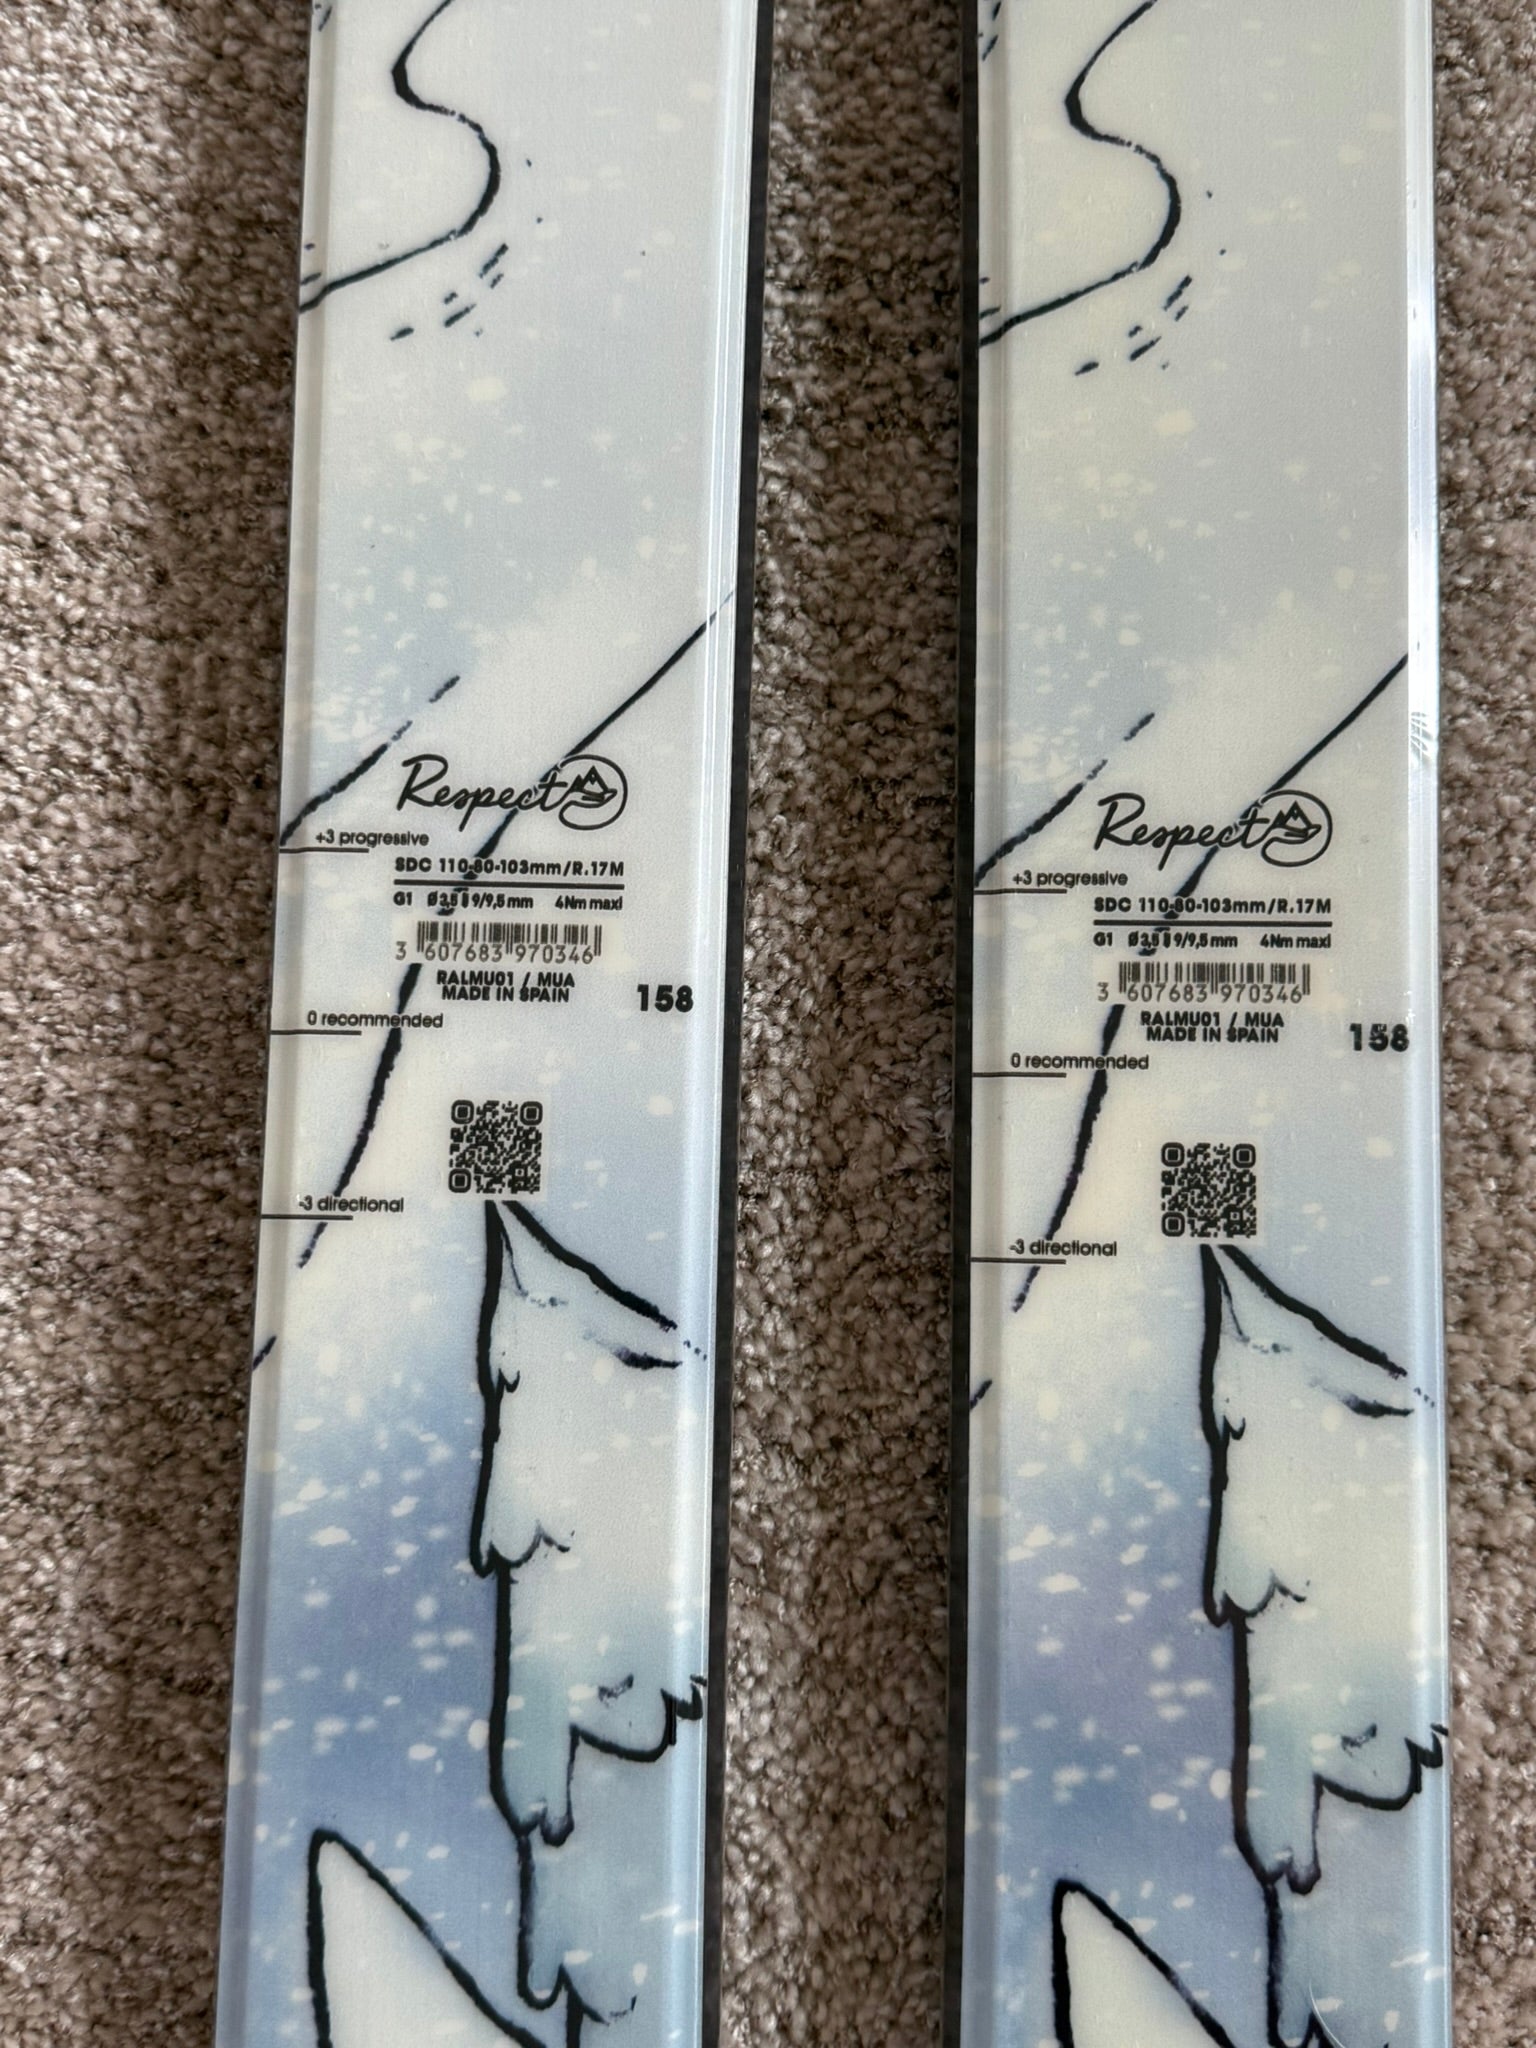 Respect
+3 progressive
SDC 110-80-103mm/R.17M
G1 Ø 3,5 9/9,5mm 4Nm maxi
3 607683 970346
RALMU01 / MUA
MADE IN SPAIN
158
0 recommended
-3 directional
Respect
+3 progressive
SDC 110-80-103mm/R.17M
G1 Ø 3,5 9/9,5mm 4Nm maxi
3 607683 970346
RALMU01 / MUA
MADE IN SPAIN
158
0 recommended
-3 directional